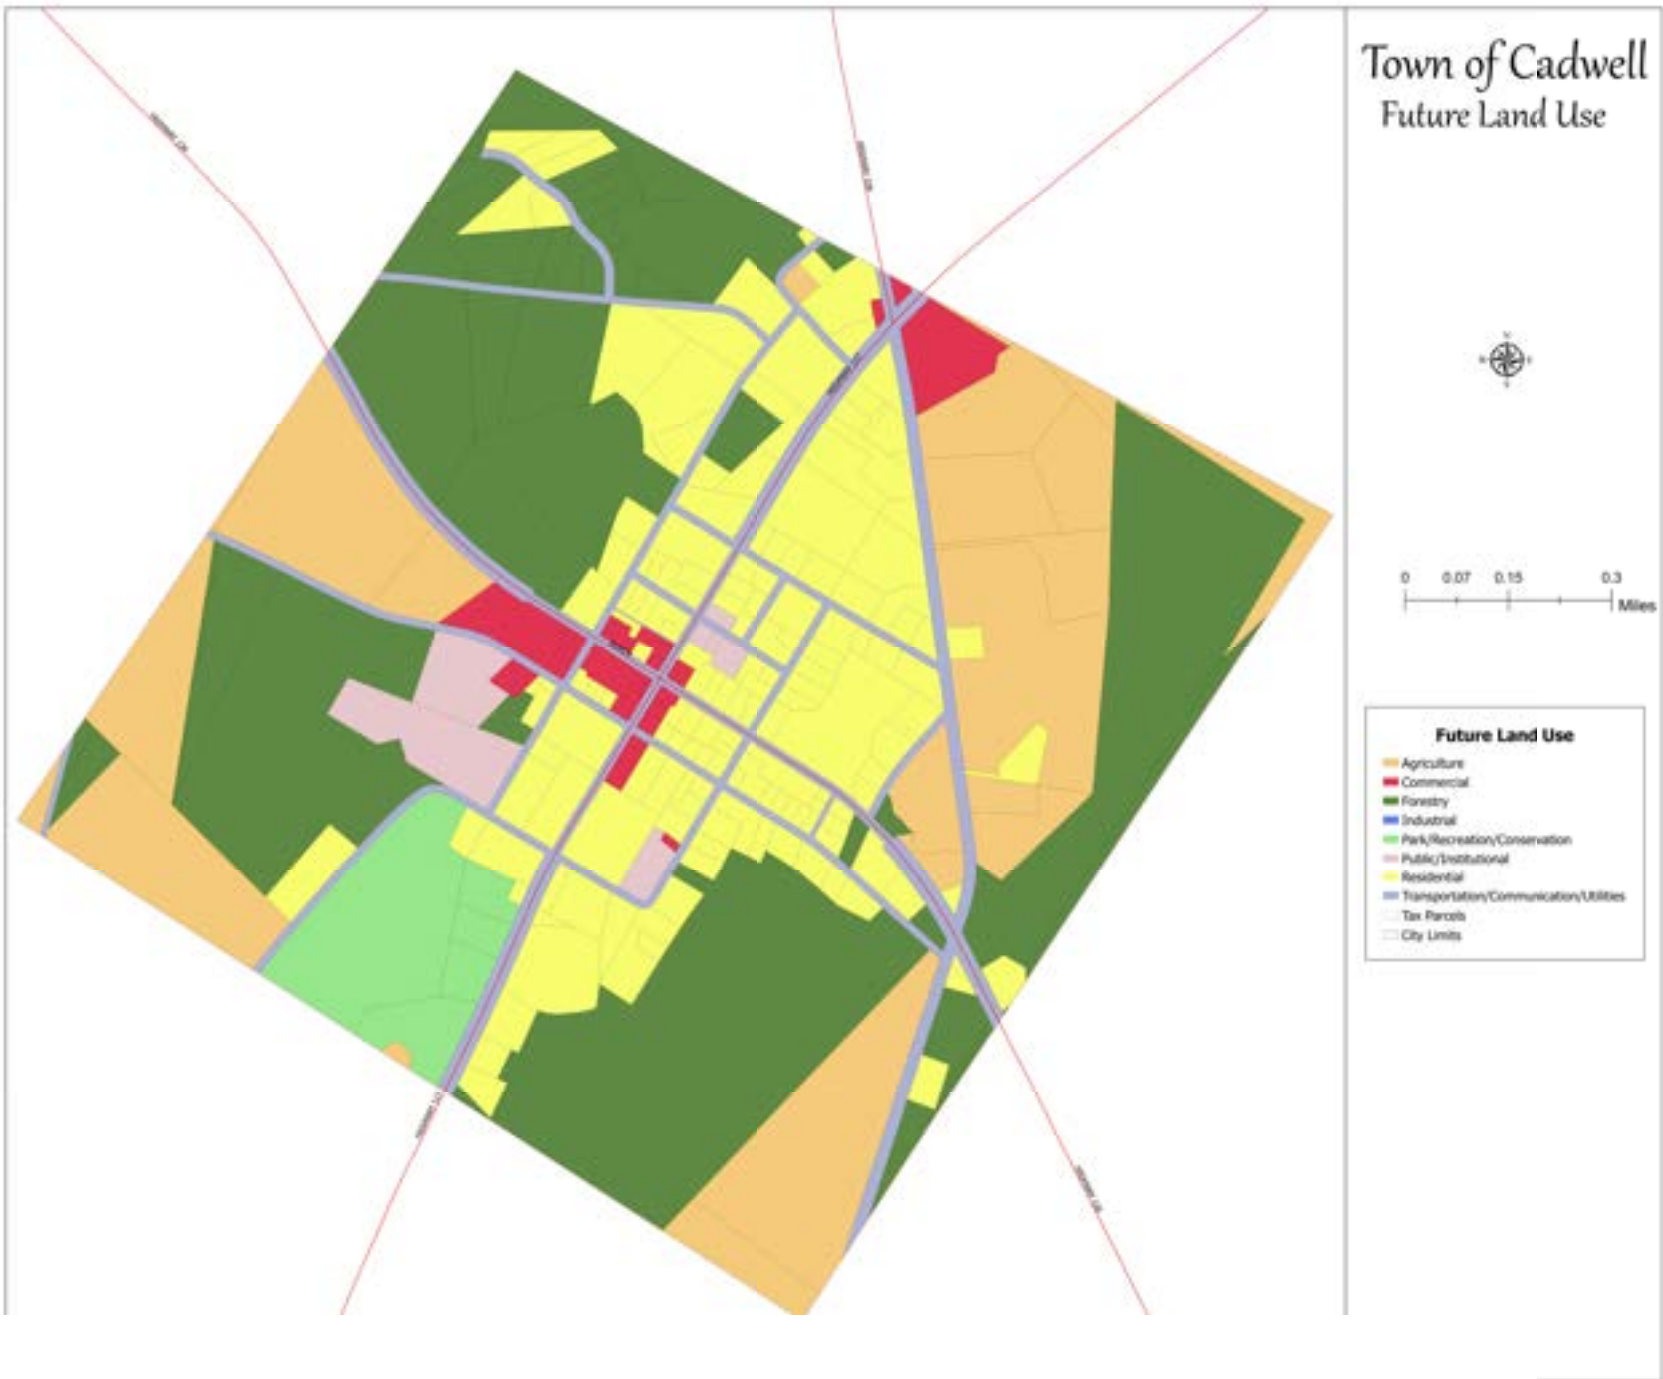 Town of Cadwell
Future Land Use
0 0.07 0.15 0.3
Miles
Future Land Use
Agriculture
Commercial
Forestry
Industrial
Park/Recreation/Conservation
Public/Institutional
Residential
Transportation/Communication/Utilities
Tax Parcels
City Limits